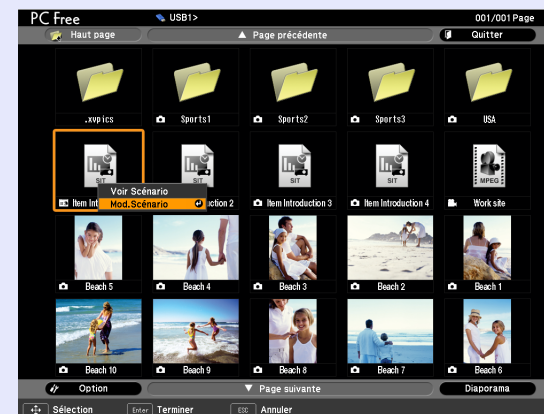 PC Free USB1> 001/001 Page
Haut page Page précédente Quitter
.xvpics Sports1 Sports2 Sports3 USA
SIT SIT SIT SIT MPEG
Voir Scénario
Item Int uction 2 Item Introduction 3 Item Introduction 4 Work site
Mod.Scénario
Beach 5 Beach 4 Beach 3 Beach 2 Beach 1
Beach 10 Beach 9 Beach 8 Beach 7 Beach 6
Option Page suivante Diaporama
Sélection Enter Terminer ESC Annuler